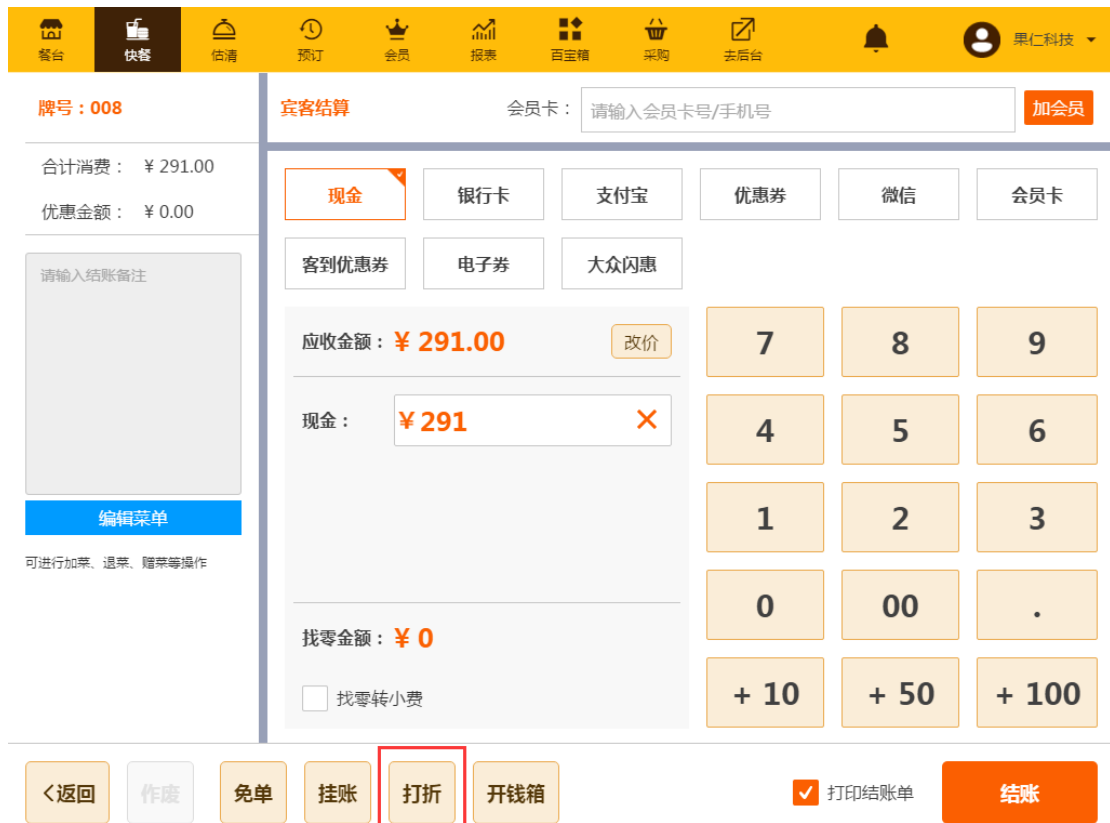 餐台 快餐 估清 预订 会员 报表 百宝箱 采购 去后台 果仁科技
牌号：008
宾客结算 会员卡： 请输入会员卡号/手机号 加会员
合计消费： ¥ 291.00
优惠金额： ¥ 0.00
现金 银行卡 支付宝 优惠券 微信 会员卡
客到优惠券 电子券 大众闪惠
请输入结账备注
编辑菜单
可进行加菜、退菜、赠菜等操作
应收金额：¥ 291.00 改价
现金： ¥ 291
找零金额：¥ 0
找零转小费
7 8 9
4 5 6
1 2 3
0 00 .
+ 10 + 50 + 100
<返回 作废 免单 挂账 打折 开钱箱 打印结账单 结账